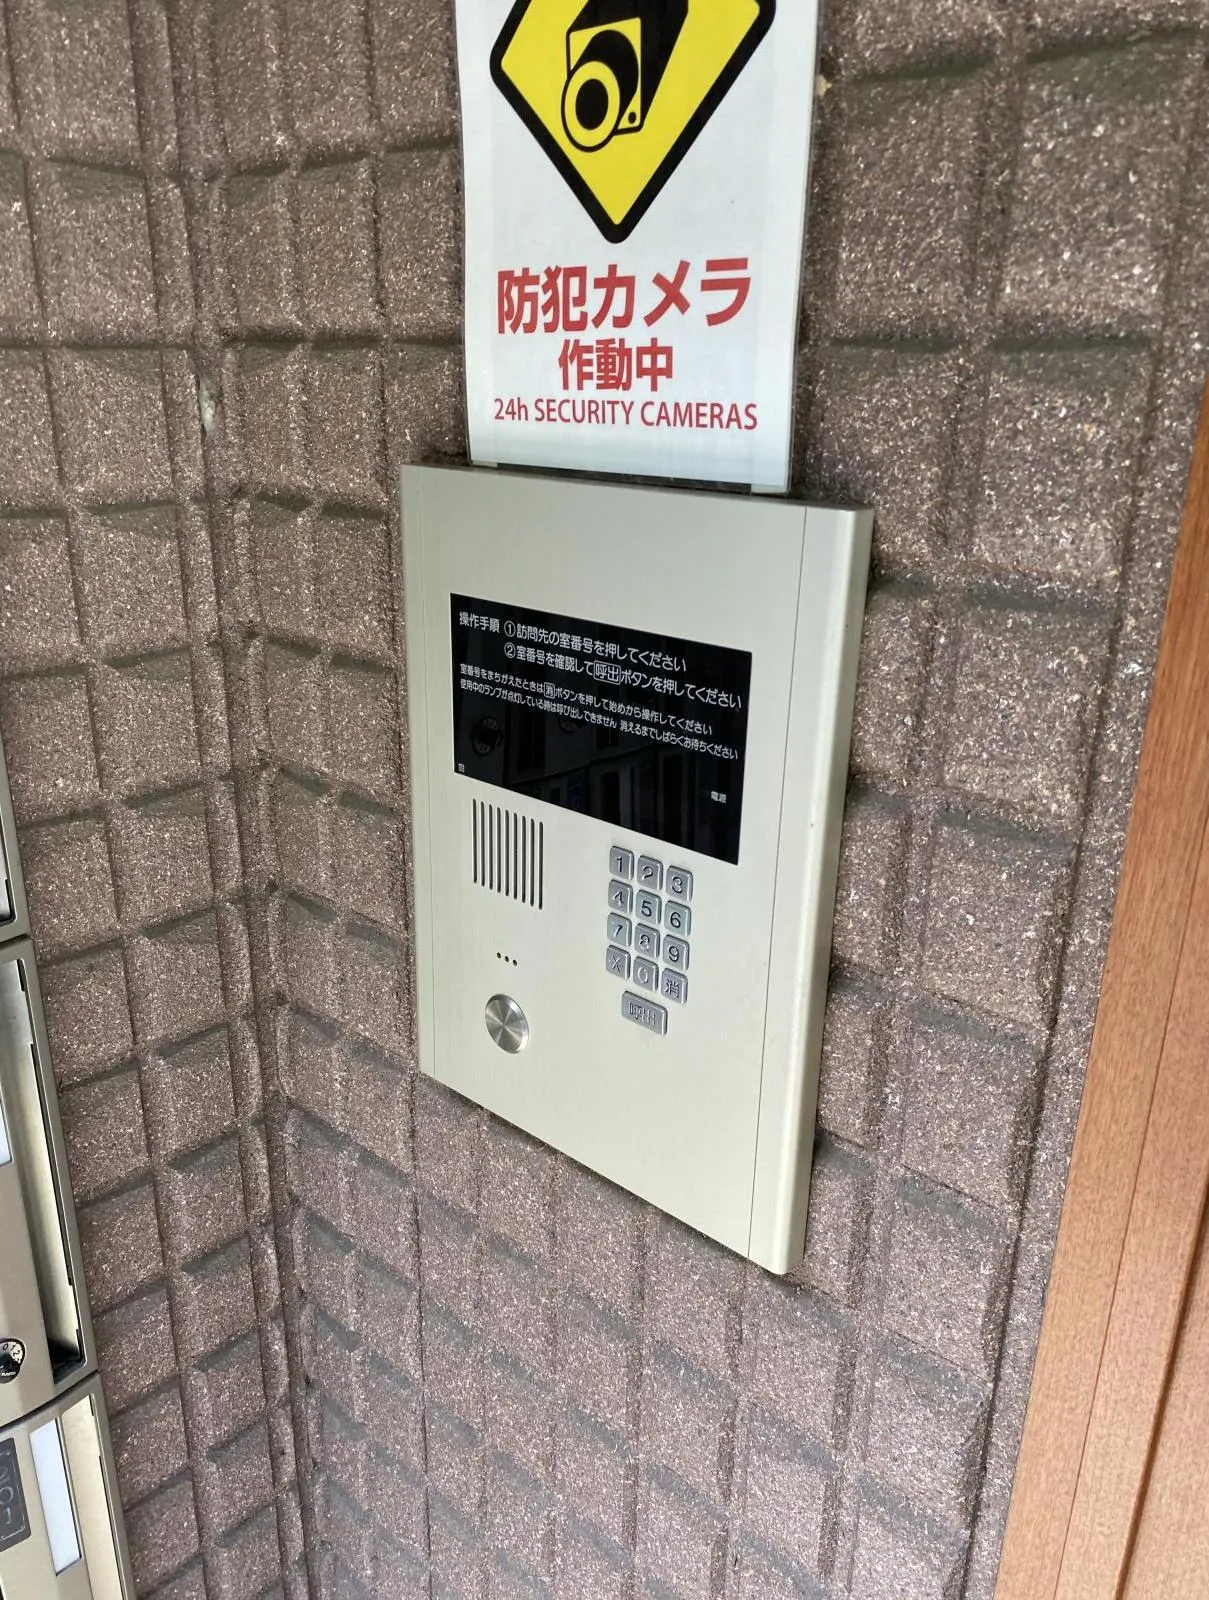 防犯カメラ
作動中
24h SECURITY CAMERAS
操作手順 ①訪問先の室番号を押してください
②室番号を確認して呼出ボタンを押してください
室番号をまちがえたときは消ボタンを押して始めから操作してください
使用中のランプが点灯している時は呼び出しできません 消えるまでしばらくお待ちください
電源
1 2 3
4 5 6
7 8 9
* 0 消
呼出
201